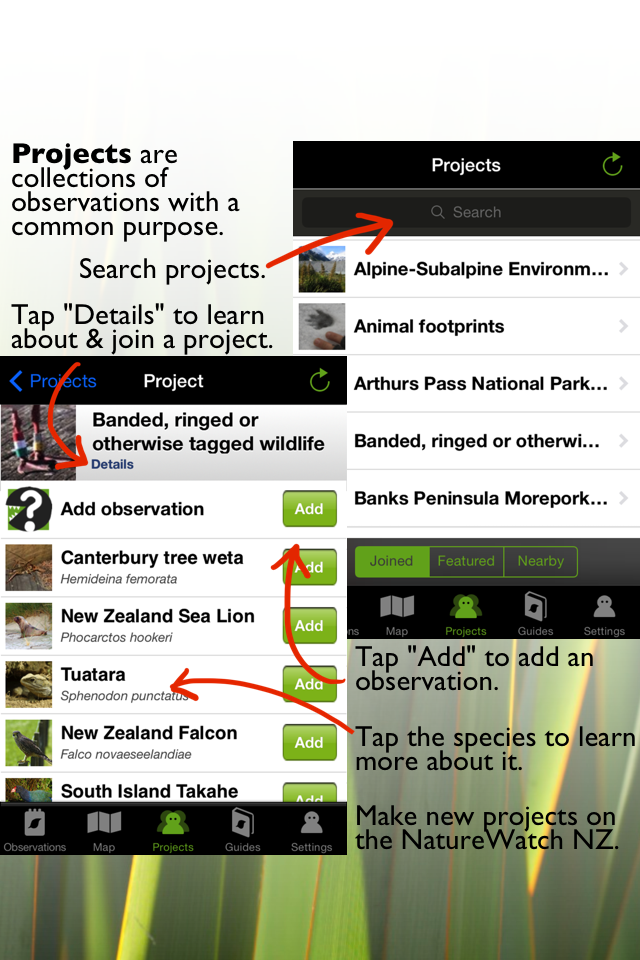 Projects are
collections of
observations with a
common purpose.
Search projects.
Tap "Details" to learn
about & join a project.
Projects
Search
Alpine-Subalpine Environm...
Animal footprints
Arthurs Pass National Park...
Banded, ringed or otherwi...
Banks Peninsula Morepork...
Joined Featured Nearby
ns Map Projects Guides Settings
Projects Project
Banded, ringed or
otherwise tagged wildlife
Details
Add observation Add
Canterbury tree weta Add
Hemideina femorata
New Zealand Sea Lion Add
Phocarctos hookeri
Tuatara Add
Sphenodon punctatus
New Zealand Falcon Add
Falco novaeseelandiae
South Island Takahe Add
Observations Map Projects Guides Settings
Tap "Add" to add an
observation.
Tap the species to learn
more about it.
Make new projects on
the NatureWatch NZ.